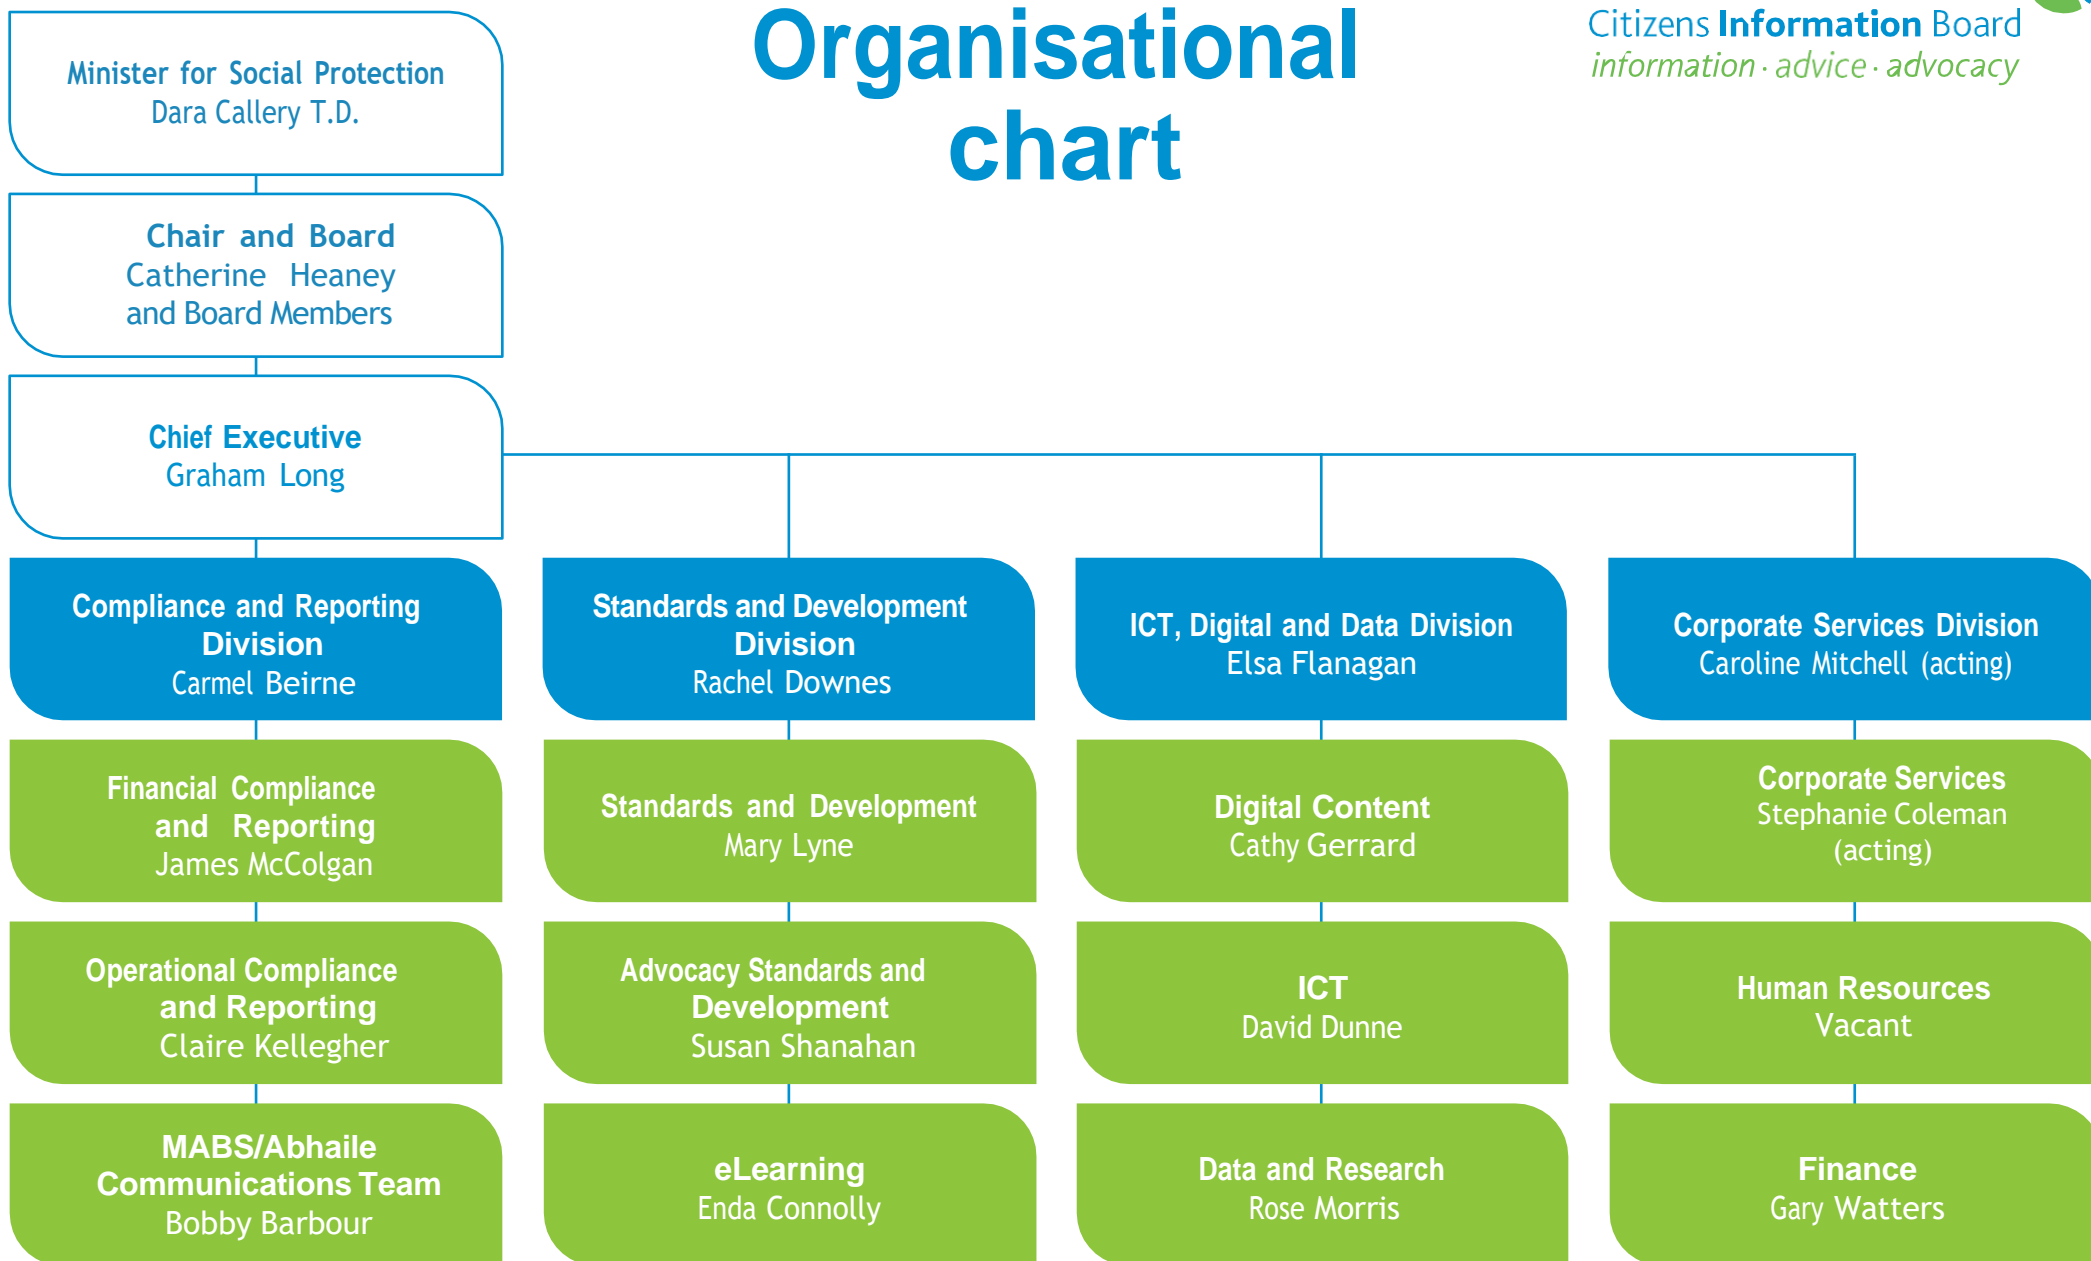 Organisational
chart
Citizens Information Board
information · advice · advocacy
Minister for Social Protection
Dara Callery T.D.
Chair and Board
Catherine Heaney
and Board Members
Chief Executive
Graham Long
Compliance and Reporting
Division
Carmel Beirne
Standards and Development
Division
Rachel Downes
ICT, Digital and Data Division
Elsa Flanagan
Corporate Services Division
Caroline Mitchell (acting)
Financial Compliance
and Reporting
James McColgan
Standards and Development
Mary Lyne
Digital Content
Cathy Gerrard
Corporate Services
Stephanie Coleman
(acting)
Operational Compliance
and Reporting
Claire Kellegher
Advocacy Standards and
Development
Susan Shanahan
ICT
David Dunne
Human Resources
Vacant
MABS/Abhaile
Communications Team
Bobby Barbour
eLearning
Enda Connolly
Data and Research
Rose Morris
Finance
Gary Watters